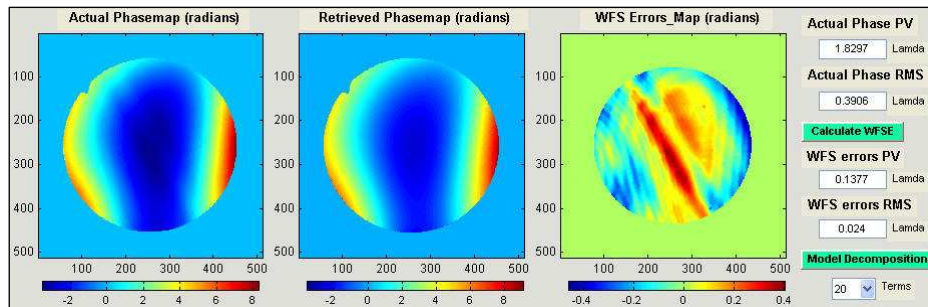 Actual Phasemap (radians)
Retrieved Phasemap (radians)
WFS Errors_Map (radians)
100
200
300
400
500
0 100 200 300 400 500
-2 0 2 4 6 8
100
200
300
400
500
0 100 200 300 400 500
-2 0 2 4 6 8
100
200
300
400
500
0 100 200 300 400 500
-0.4 -0.2 0 0.2 0.4
Actual Phase PV
1.8297 Lamda
Actual Phase RMS
0.3906 Lamda
Calculate WFSE
WFS errors PV
0.1377 Lamda
WFS errors RMS
0.024 Lamda
Model Decomposition
20 Terms